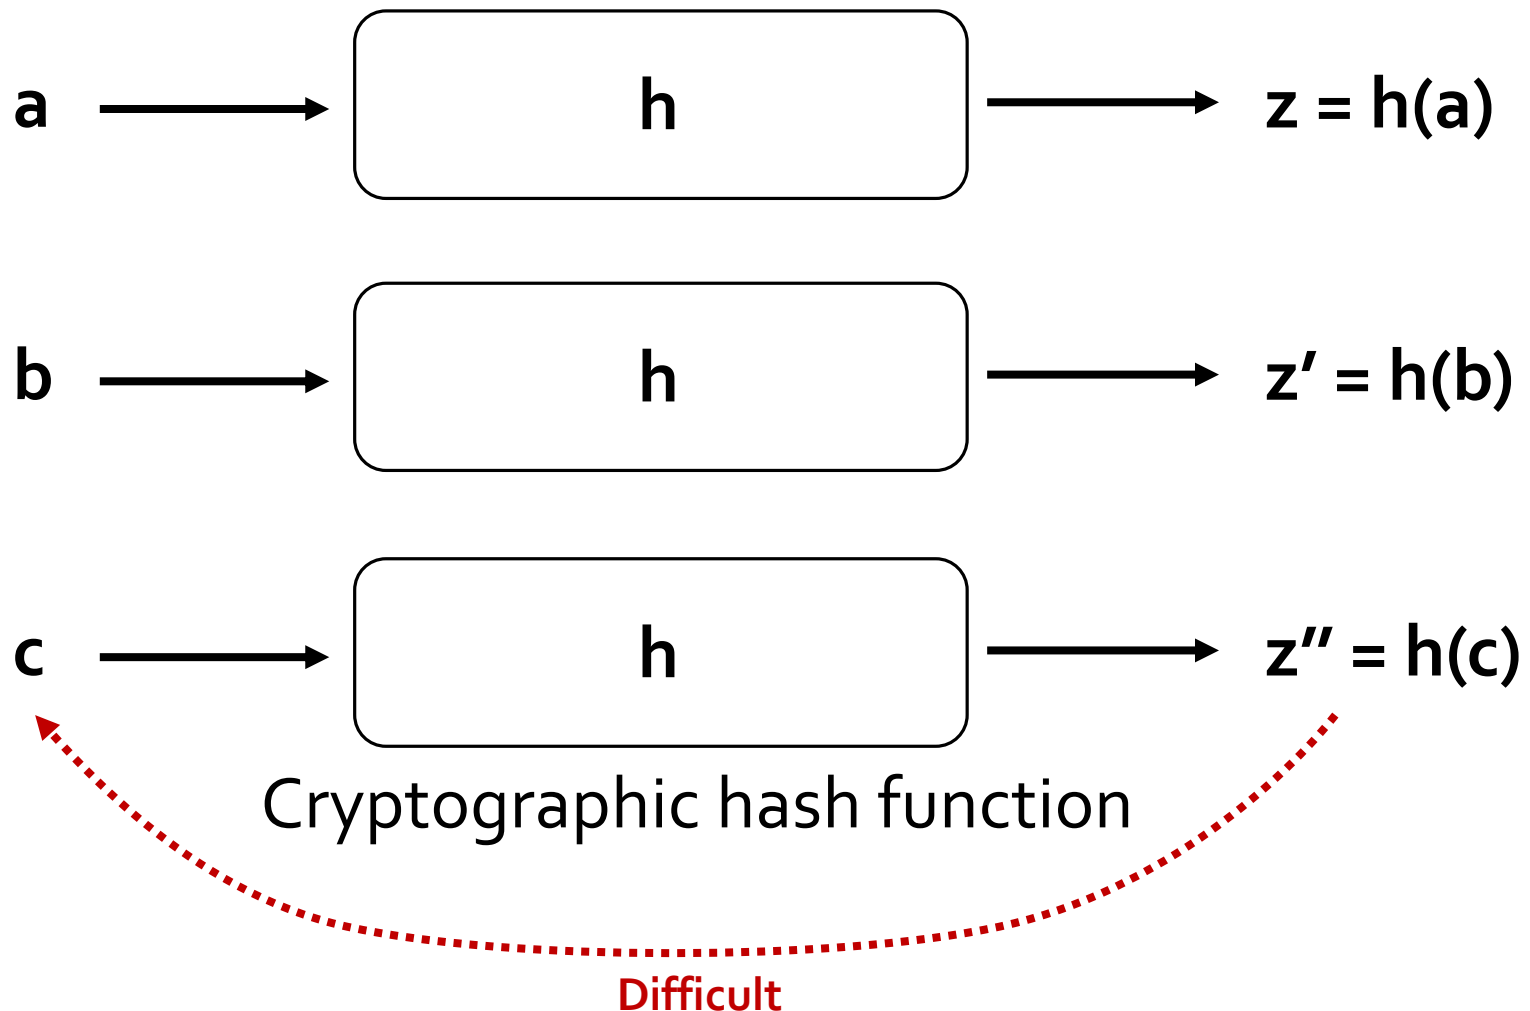 a h z = h(a)
b h z′ = h(b)
c h z′′ = h(c)
Cryptographic hash function
Difficult